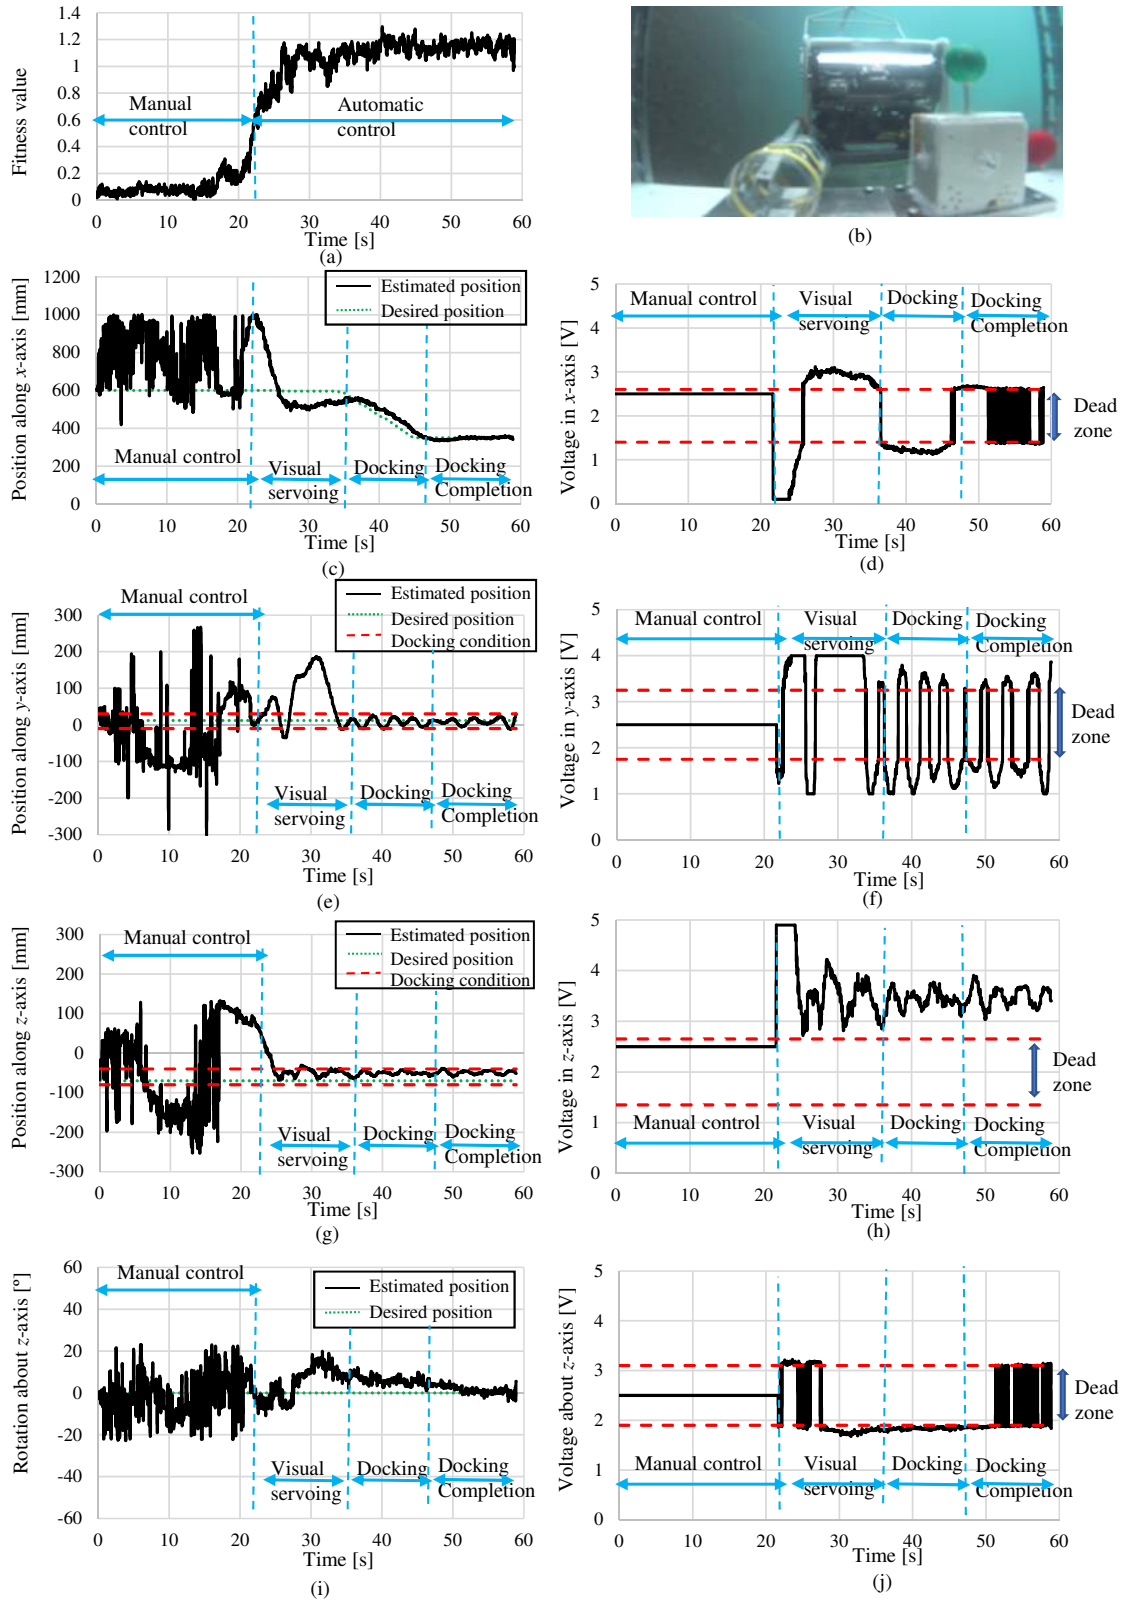 Fitness value
1.4
1.2
1
0.8
0.6
0.4
0.2
0
Manual
control
Automatic
control
0 10 20 30 40 50 60
Time [s]
(a)
(b)
Position along x-axis [mm]
1200
1000
800
600
400
200
0
Estimated position
Desired position
Manual control
Visual
servoing
Docking
Docking
Completion
0 10 20 30 40 50 60
Time [s]
(c)
Voltage in x-axis [V]
5
4
3
2
1
0
Manual control
Visual
servoing
Docking
Docking
Completion
Dead
zone
0 10 20 30 40 50 60
Time [s]
(d)
Position along y-axis [mm]
300
200
100
0
-100
-200
-300
Manual control
Estimated position
Desired position
Docking condition
Visual
servoing
Docking
Docking
Completion
0 10 20 30 40 50 60
Time [s]
(e)
Voltage in y-axis [V]
5
4
3
2
1
0
Manual control
Visual
servoing
Docking
Docking
Completion
Dead
zone
0 10 20 30 40 50 60
Time [s]
(f)
Position along z-axis [mm]
300
200
100
0
-100
-200
-300
Manual control
Estimated position
Desired position
Docking condition
Visual
servoing
Docking
Docking
Completion
0 10 20 30 40 50 60
Time [s]
(g)
Voltage in z-axis [V]
5
4
3
2
1
0
Dead
zone
Manual control
Visual
servoing
Docking
Docking
Completion
0 10 20 30 40 50 60
Time [s]
(h)
Rotation about z-axis [°]
60
40
20
0
-20
-40
-60
Manual control
Estimated position
Desired position
Visual
servoing
Docking
Docking
Completion
0 10 20 30 40 50 60
Time [s]
(i)
Voltage about z-axis [V]
5
4
3
2
1
0
Dead
zone
Manual control
Visual
servoing
Docking
Docking
Completion
0 10 20 30 40 50 60
Time [s]
(j)